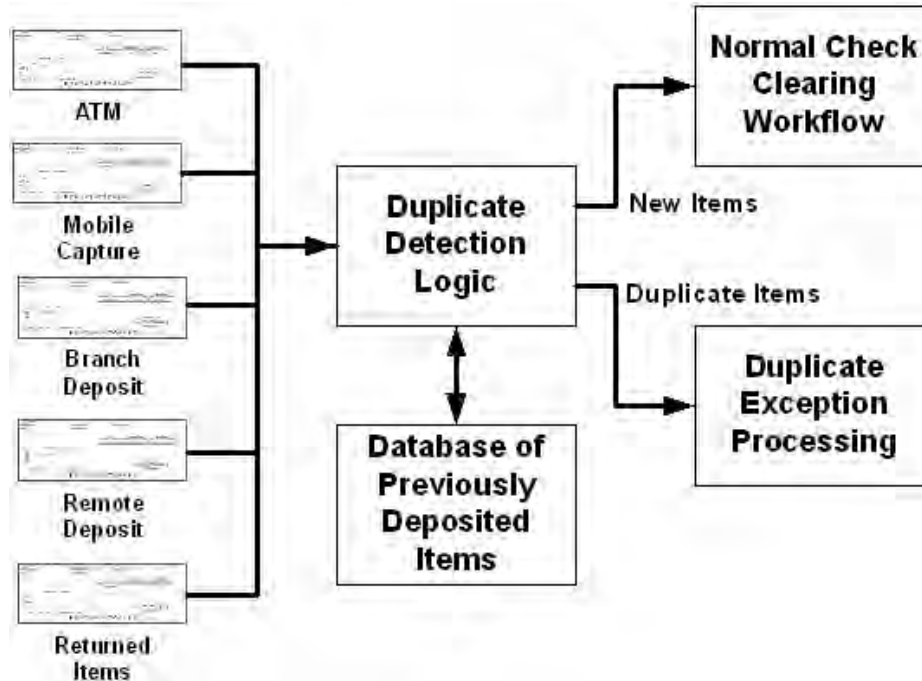 ATM
Mobile
Capture
Branch
Deposit
Remote
Deposit
Returned
Items
Duplicate
Detection
Logic
Database of
Previously
Deposited
Items
New Items
Duplicate Items
Normal Check
Clearing
Workflow
Duplicate
Exception
Processing